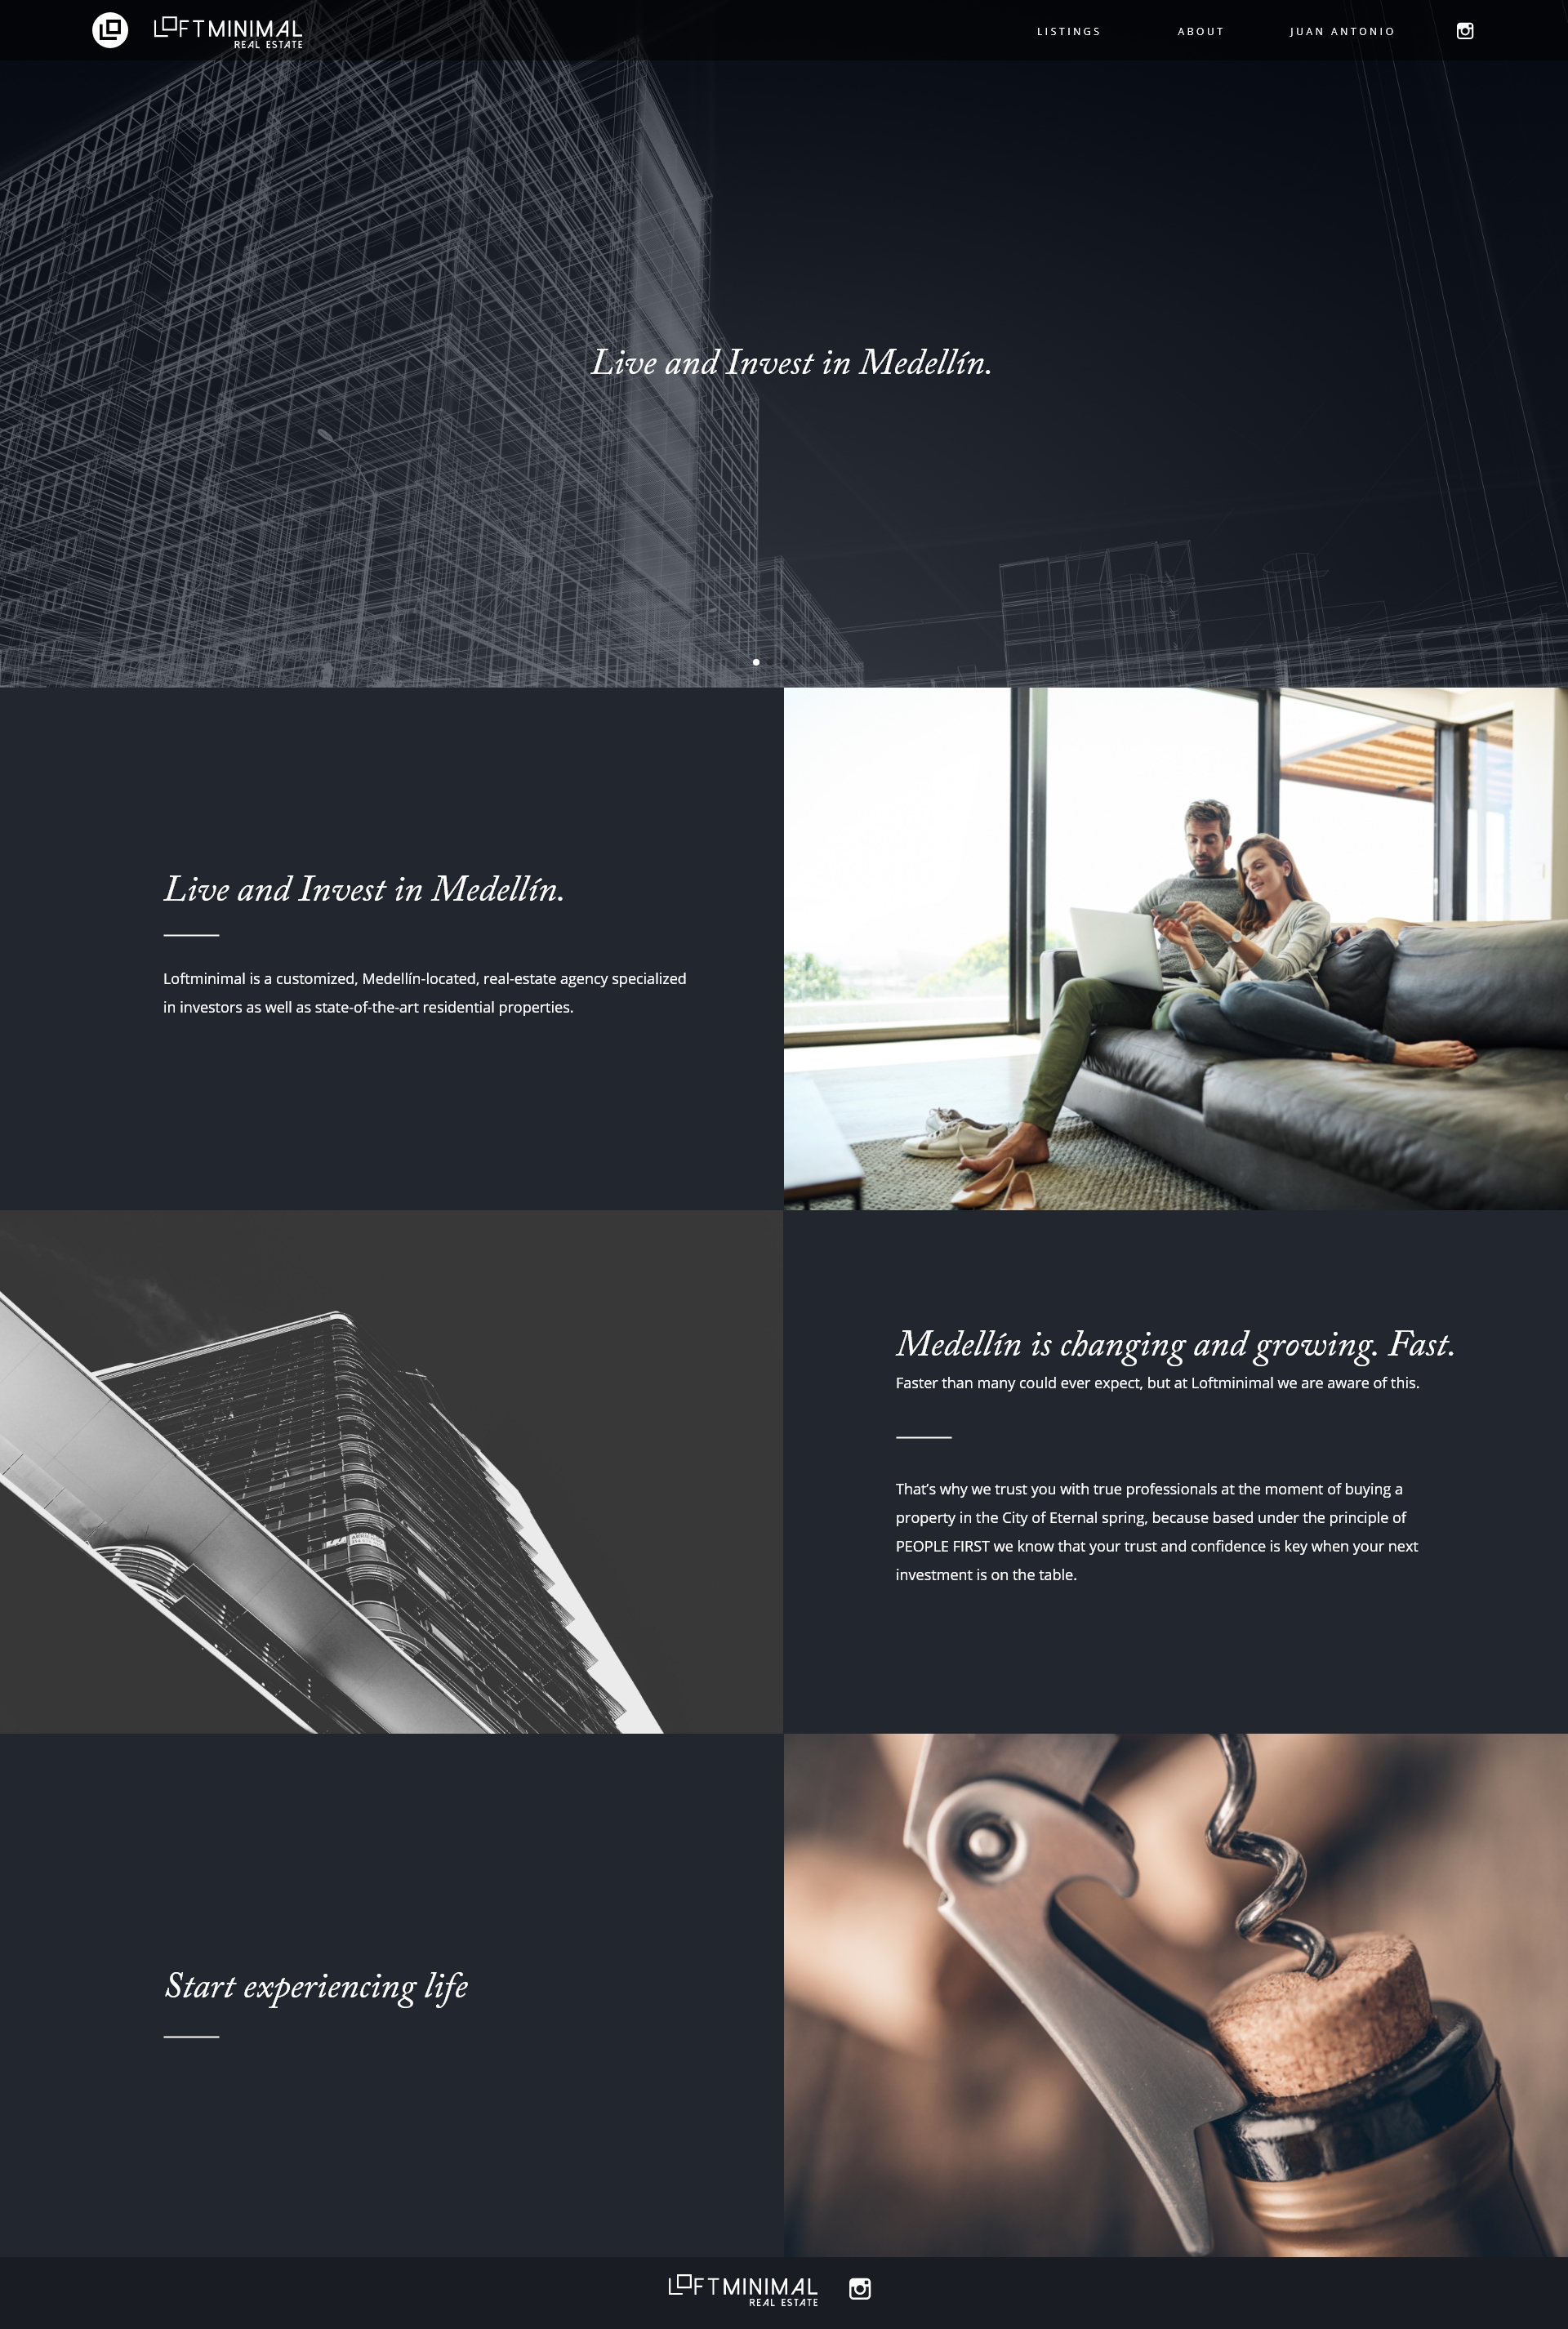 LOFTMINIMAL
REAL ESTATE
LISTINGS
ABOUT
JUAN ANTONIO
Live and Invest in Medellín.
Live and Invest in Medellín.
Loftminimal is a customized, Medellín-located, real-estate agency specialized
in investors as well as state-of-the-art residential properties.
Medellín is changing and growing. Fast.
Faster than many could ever expect, but at Loftminimal we are aware of this.
That’s why we trust you with true professionals at the moment of buying a
property in the City of Eternal spring, because based under the principle of
PEOPLE FIRST we know that your trust and confidence is key when your next
investment is on the table.
Start experiencing life
LOFTMINIMAL
REAL ESTATE